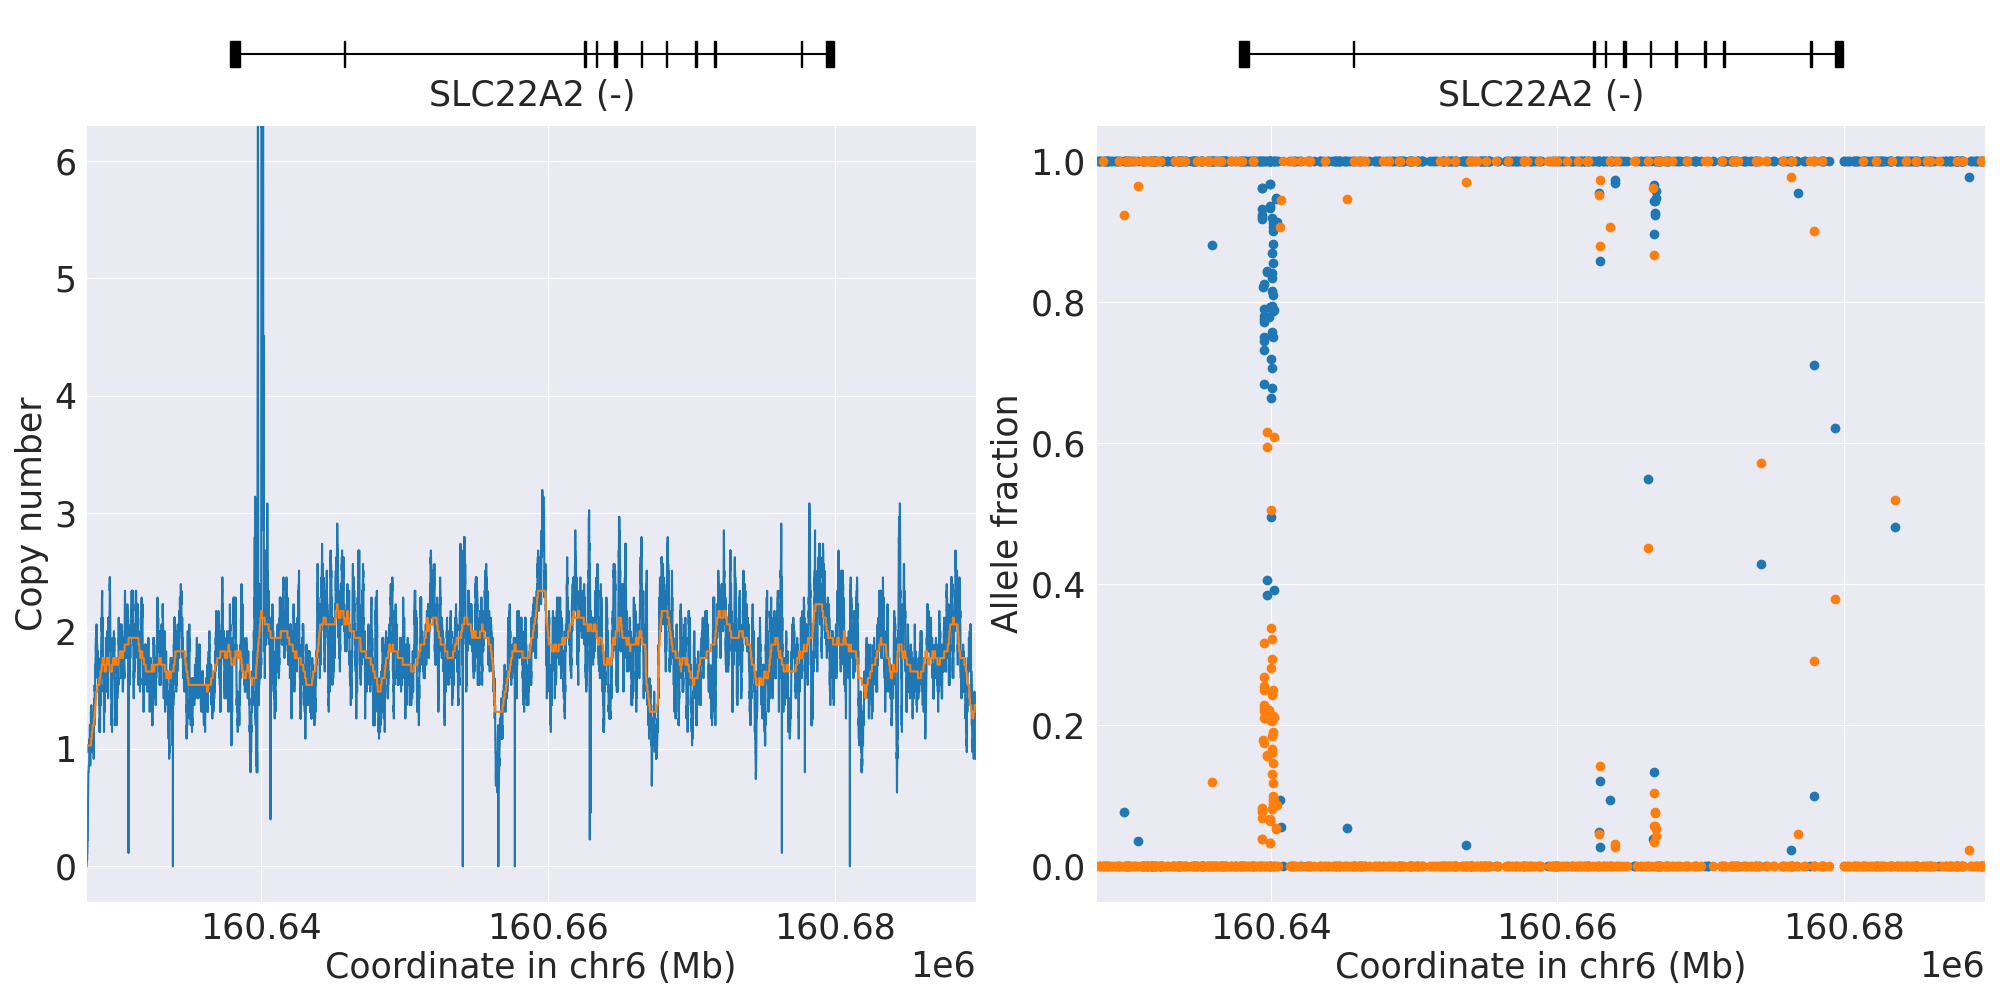 SLC22A2 (-)
6
5
4
3
2
1
0
Copy number
160.64 160.66 160.68
Coordinate in chr6 (Mb) 1e6
SLC22A2 (-)
1.0
0.8
0.6
0.4
0.2
0.0
Allele fraction
160.64 160.66 160.68
Coordinate in chr6 (Mb) 1e6